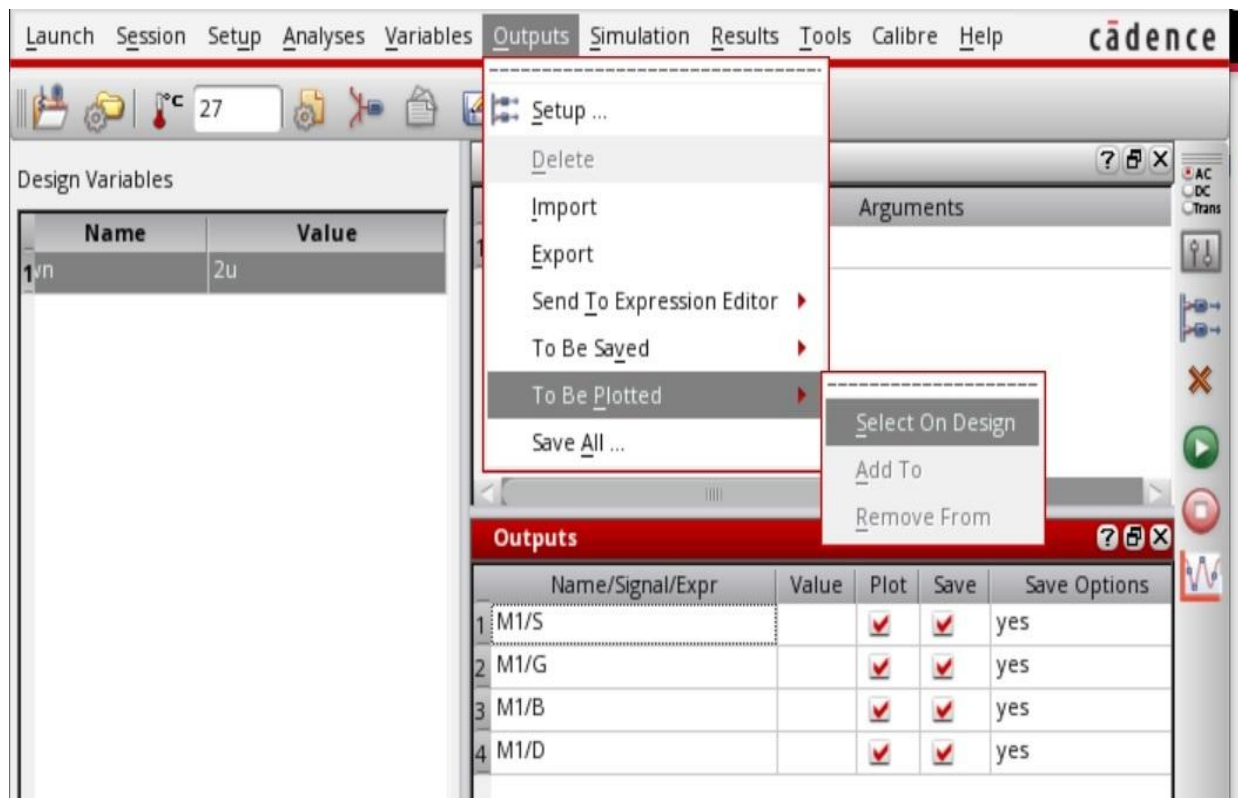 Launch Session Setup Analyses Variables Outputs Simulation Results Tools Calibre Help cādence
°C 27
Setup ...
Delete
Import
Export
Send To Expression Editor
To Be Saved
To Be Plotted
Save All ...
Select On Design
Add To
Remove From
Design Variables
Name Value
1 2u
? X
Arguments
1
AC
DC
Trans
Outputs ? X
Name/Signal/Expr Value Plot Save Save Options
1 M1/S yes
2 M1/G yes
3 M1/B yes
4 M1/D yes